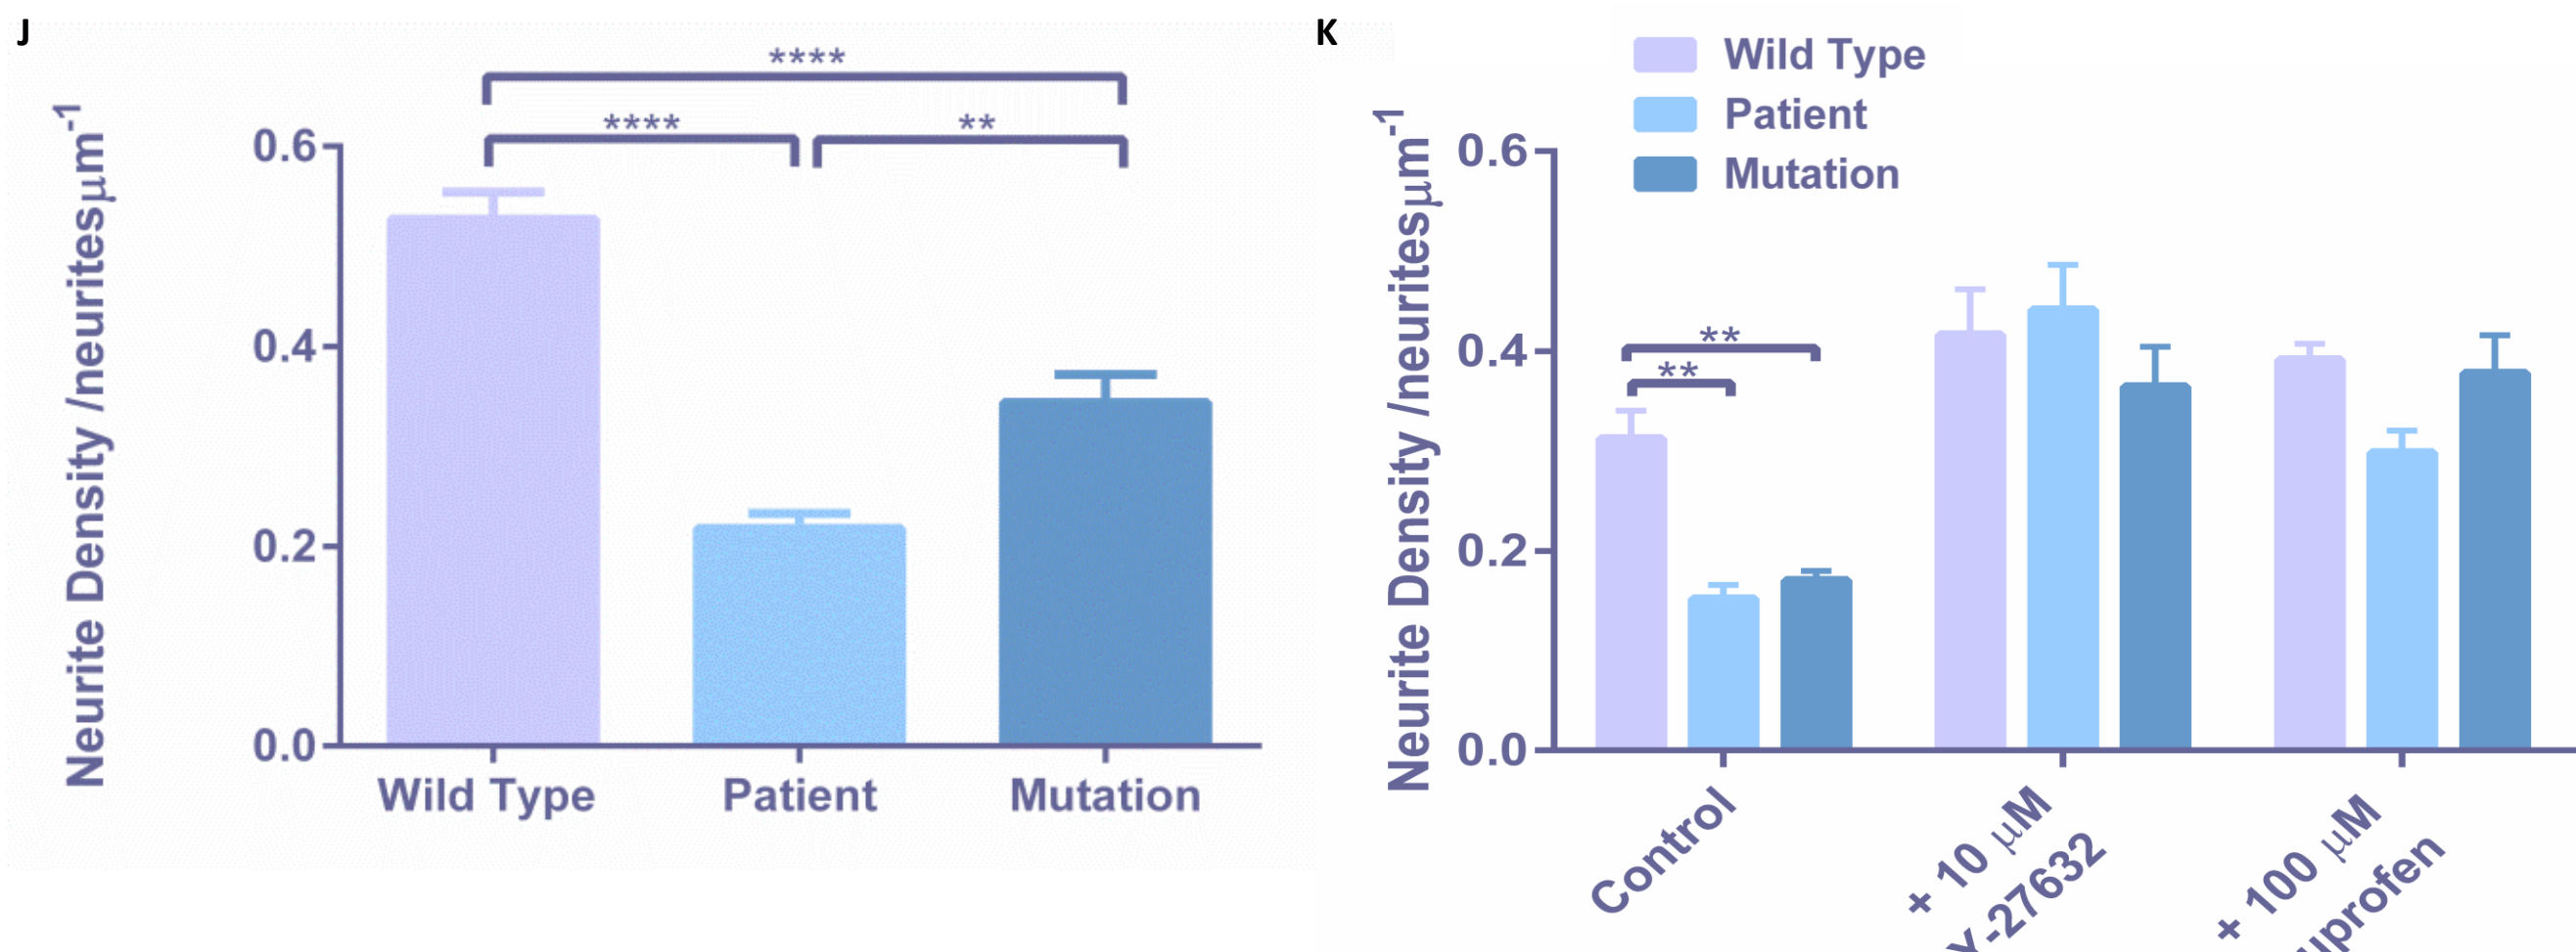 J
****
****
**
Neurite Density /neuritesμm-1
0.6
0.4
0.2
0.0
Wild Type
Patient
Mutation
K
Wild Type
Patient
Mutation
Neurite Density /neuritesμm-1
0.6
0.4
0.2
0.0
**
**
Control
+ 10 μM
Y-27632
+ 100 μM